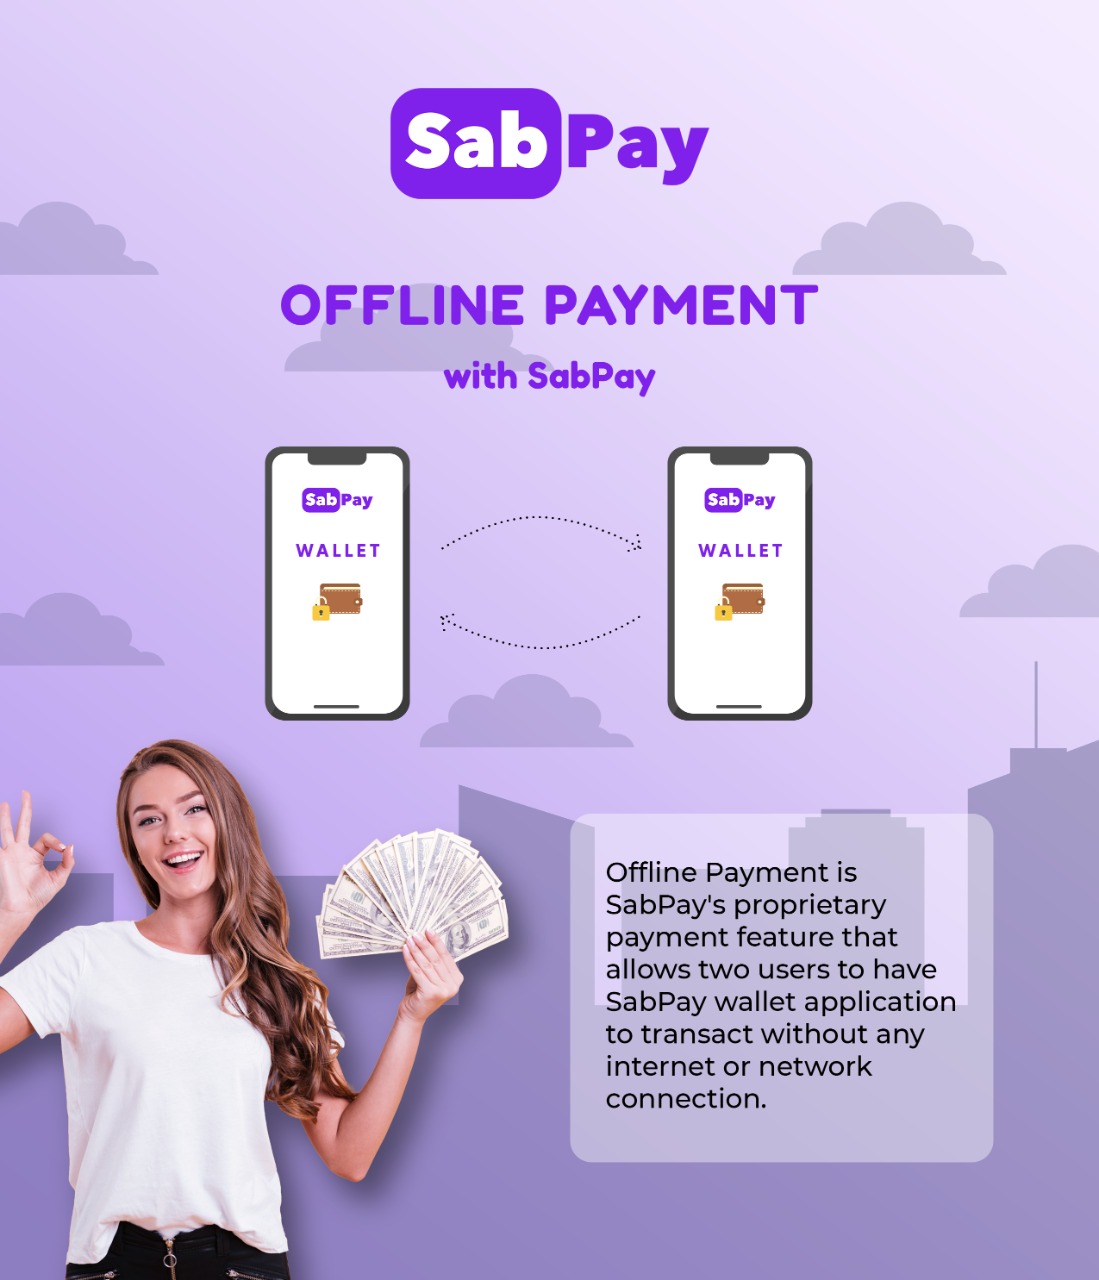 SabPay
OFFLINE PAYMENT
with SabPay
SabPay
WALLET
SabPay
WALLET
Offline Payment is
SabPay's proprietary
payment feature that
allows two users to have
SabPay wallet application
to transact without any
internet or network
connection.